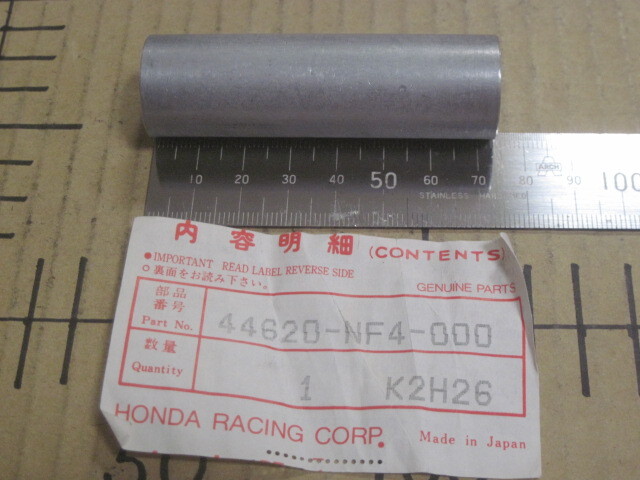 10 20 30 40 50 60 70 80 90 100
STAINLESS
内容明細 (CONTENTS)
●IMPORTANT READ LABEL REVERSE SIDE
○裏面をお読み下さい。
GENUINE PARTS
部品
番号
Part No. 44620-NF4-000
数量
Quantity 1 K2H26
HONDA RACING CORP.
Made in Japan
50